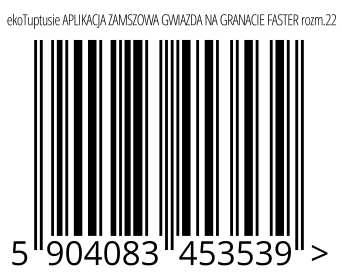 ekoTuptusie APLIKACJA ZAMSZOWA GWIAZDA NA GRANACIE FASTER rozm.22
5 904083 453539 >